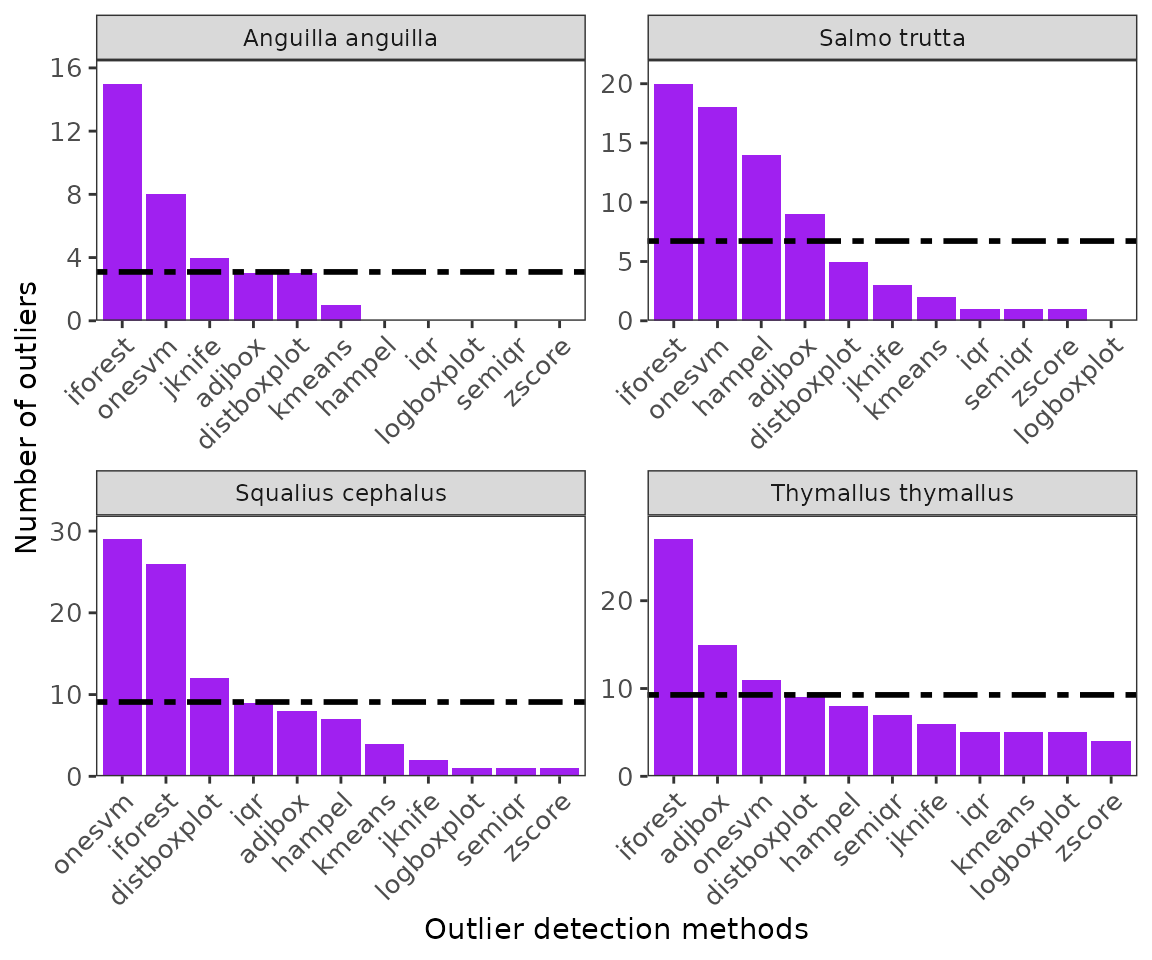 Number of outliers
Anguilla anguilla
16
12
8
4
0
iforest
onesvm
jknife
adjbox
distboxplot
kmeans
hampel
iqr
logboxplot
semiqr
zscore
Salmo trutta
20
15
10
5
0
iforest
onesvm
hampel
adjbox
distboxplot
jknife
kmeans
iqr
semiqr
zscore
logboxplot
Squalius cephalus
30
20
10
0
onesvm
iforest
distboxplot
iqr
adjbox
hampel
kmeans
jknife
logboxplot
semiqr
zscore
Thymallus thymallus
20
10
0
iforest
adjbox
onesvm
distboxplot
hampel
semiqr
jknife
iqr
kmeans
logboxplot
zscore
Outlier detection methods